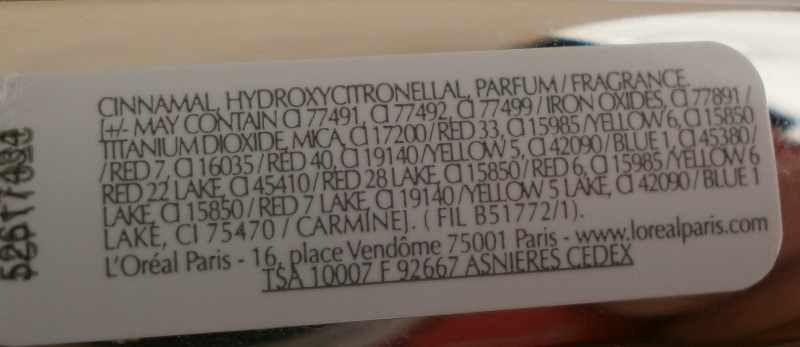 CINNAMAL, HYDROXYCITRONELLAL, PARFUM / FRAGRANCE.
[+/- MAY CONTAIN CI 77491, CI 77492, CI 77499 / IRON OXIDES, CI 77891 /
TITANIUM DIOXIDE, MICA, CI 17200 / RED 33, CI 15985 / YELLOW 6, CI 15850
/ RED 7, CI 16035 / RED 40, CI 19140 / YELLOW 5, CI 42090 / BLUE 1, CI 45380 /
RED 22 LAKE, CI 45410 / RED 28 LAKE, CI 15850 / RED 6, CI 15985 / YELLOW 6
LAKE, CI 15850 / RED 7 LAKE, CI 19140 / YELLOW 5 LAKE, CI 42090 / BLUE 1
LAKE, CI 75470 / CARMINE]. ( FIL B51772/1).
L'Oréal Paris - 16, place Vendôme 75001 Paris - www.lorealparis.com
TSA 10007 F 92667 ASNIERES CEDEX